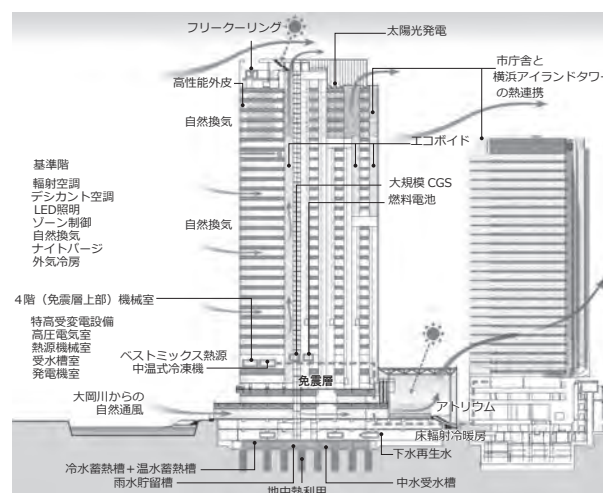 フリークーリング
太陽光発電
市庁舎と
横浜アイランドタワー
の熱連携
高性能外皮
自然換気
エコボイド
基準階
輻射空調
デシカント空調
LED照明
ゾーン制御
自然換気
ナイトパージ
外気冷房
大規模 CGS
燃料電池
自然換気
4階（免震層上部）機械室
特高受変電設備
高圧電気室
熱源機械室
受水槽室
発電機室
ベストミックス熱源
中温式冷凍機
免震層
大岡川からの
自然通風
アトリウム
床輻射冷暖房
下水再生水
冷水蓄熱槽＋温水蓄熱槽
雨水貯留槽
地中熱利用
中水受水槽